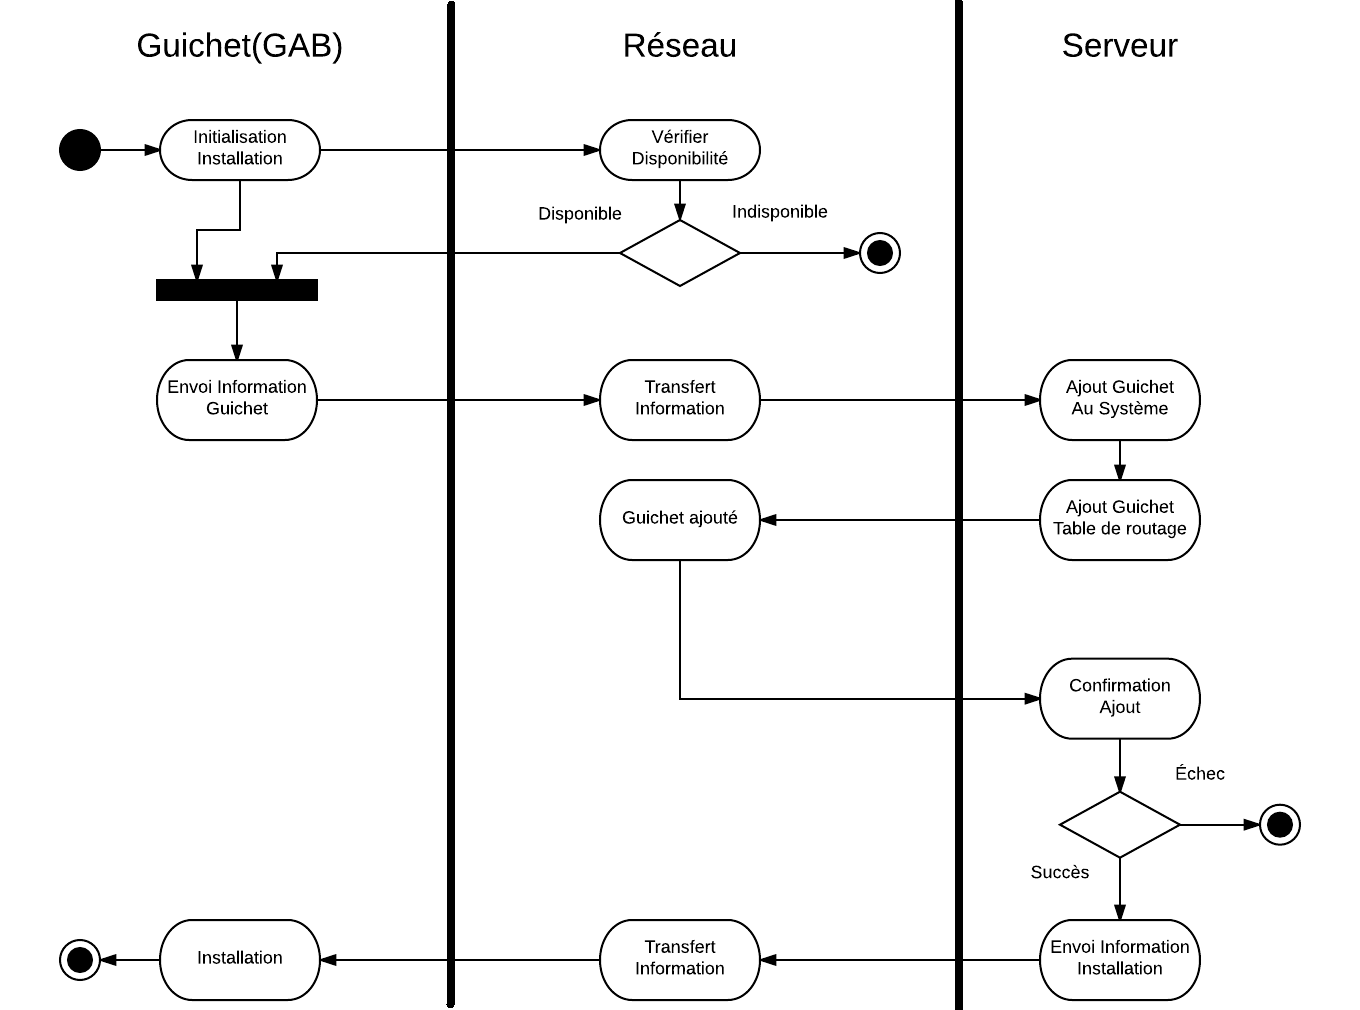 Guichet(GAB)
Réseau
Serveur
Initialisation
Installation
Vérifier
Disponibilité
Disponible
Indisponible
Envoi Information
Guichet
Transfert
Information
Ajout Guichet
Au Système
Guichet ajouté
Ajout Guichet
Table de routage
Confirmation
Ajout
Échec
Succès
Installation
Transfert
Information
Envoi Information
Installation